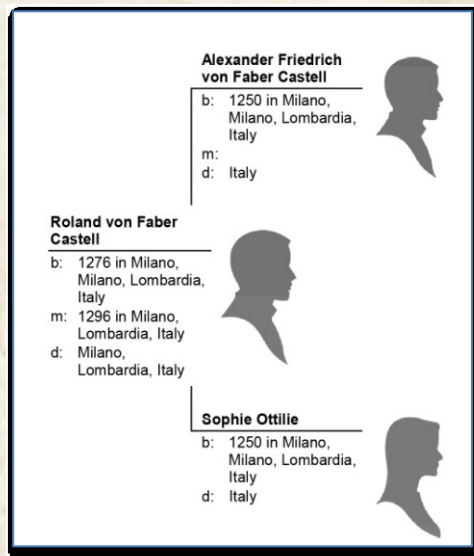 Alexander Friedrich
von Faber Castell
b: 1250 in Milano,
Milano, Lombardia,
Italy
m:
d: Italy
Roland von Faber
Castell
b: 1276 in Milano,
Milano, Lombardia,
Italy
m: 1296 in Milano,
Lombardia, Italy
d: Milano,
Lombardia, Italy
Sophie Ottilie
b: 1250 in Milano,
Milano, Lombardia,
Italy
d: Italy